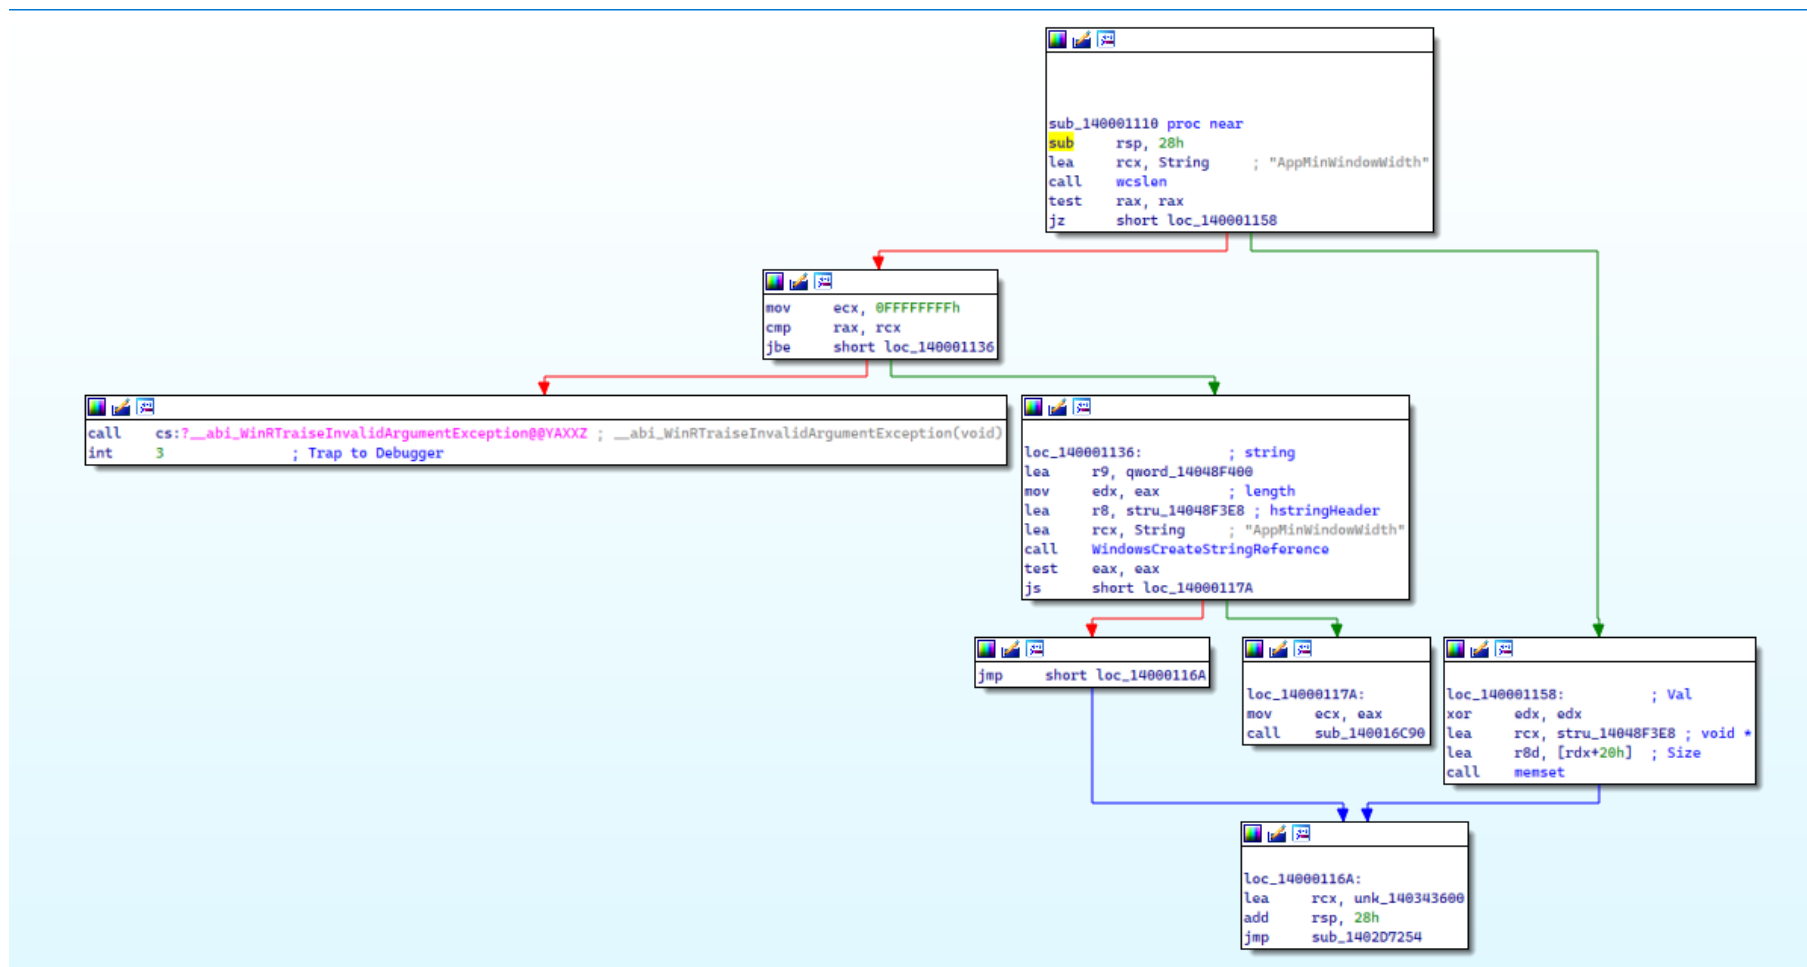 sub_140001110 proc near
sub rsp, 28h
lea rcx, String ; "AppMinWindowWidth"
call wcslen
test rax, rax
jz short loc_140001158
mov ecx, 0FFFFFFFFh
cmp rax, rcx
jbe short loc_140001136
call cs:?__abi_WinRTraiseInvalidArgumentException@@YAXXZ ; __abi_WinRTraiseInvalidArgumentException(void)
int 3 ; Trap to Debugger
loc_140001136: ; string
lea r9, qword_14048F400
mov edx, eax ; length
lea r8, stru_14048F3E8 ; hstringHeader
lea rcx, String ; "AppMinWindowWidth"
call WindowsCreateStringReference
test eax, eax
js short loc_14000117A
jmp short loc_14000116A
loc_14000117A:
mov ecx, eax
call sub_140016C90
loc_140001158: ; Val
xor edx, edx
lea rcx, stru_14048F3E8 ; void *
lea r8d, [rdx+20h] ; Size
call memset
loc_14000116A:
lea rcx, unk_140343600
add rsp, 28h
jmp sub_1402D7254